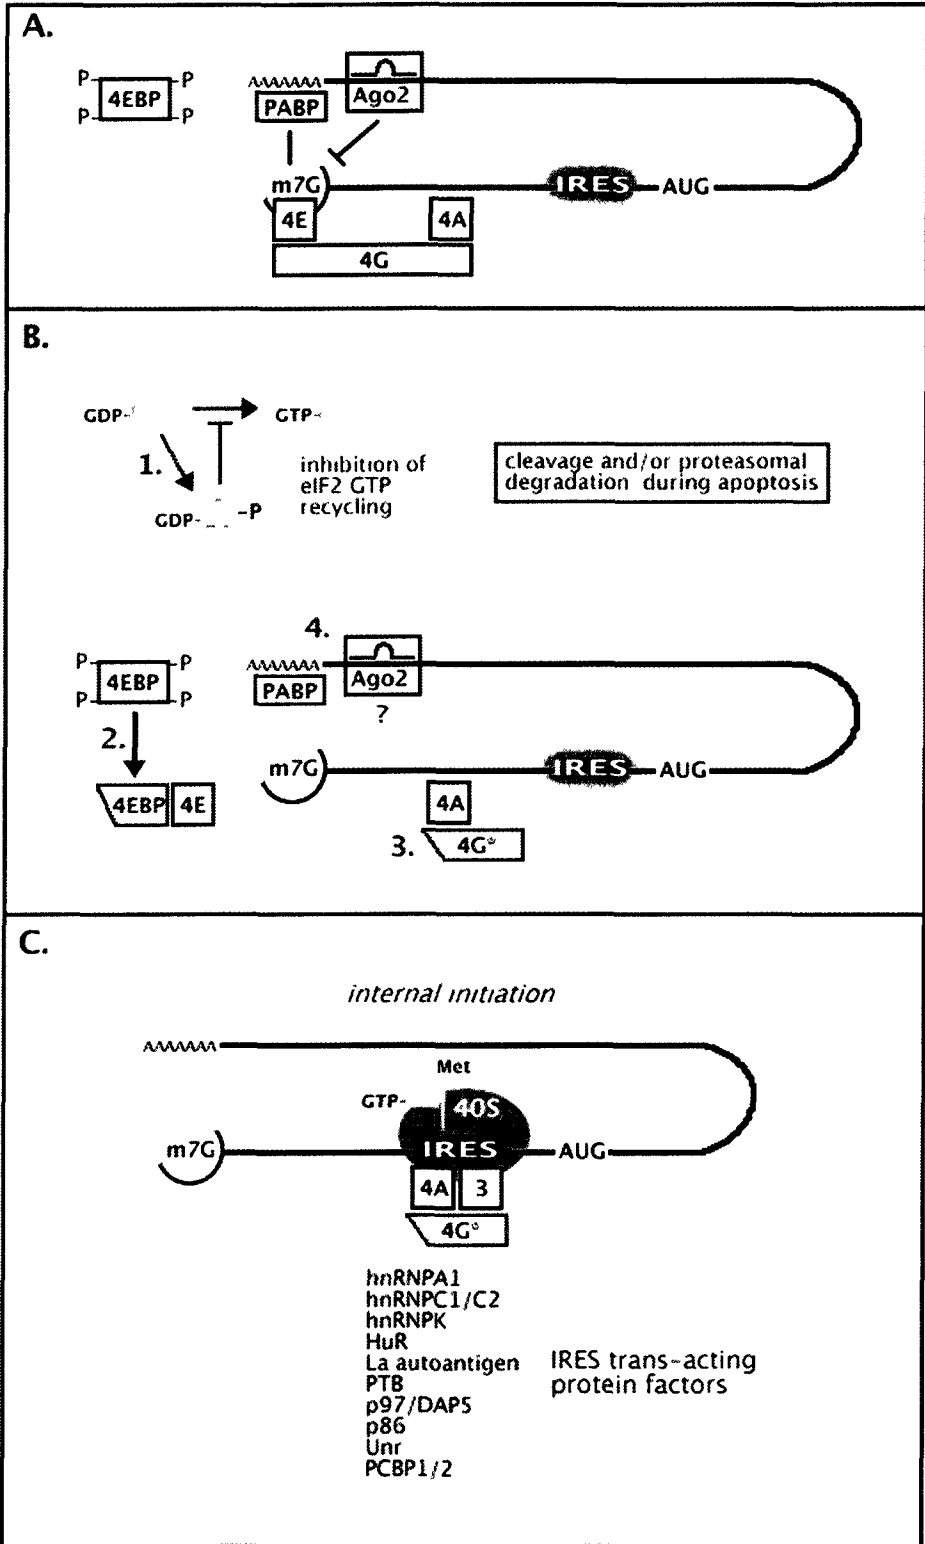 A.
P P
4EBP
P P
AAAAAAA
PABP
Ago2
m7G
IRES
AUG
4E
4A
4G
B.
GDP-
GTP-
1.
GDP- -P
inhibition of
eIF2 GTP
recycling
cleavage and/or proteasomal
degradation during apoptosis
4.
P P
4EBP
P P
AAAAAAA
PABP
Ago2
?
2.
m7G
IRES
AUG
4EBP
4E
4A
3.
4G*
C.
internal initiation
AAAAAAA
Met
GTP-
40S
m7G
IRES
AUG
4A
3
4G*
hnRNPA1
hnRNPC1/C2
hnRNPK
HuR
La autoantigen
PTB
p97/DAP5
p86
Unr
PCBP1/2
IRES trans-acting
protein factors